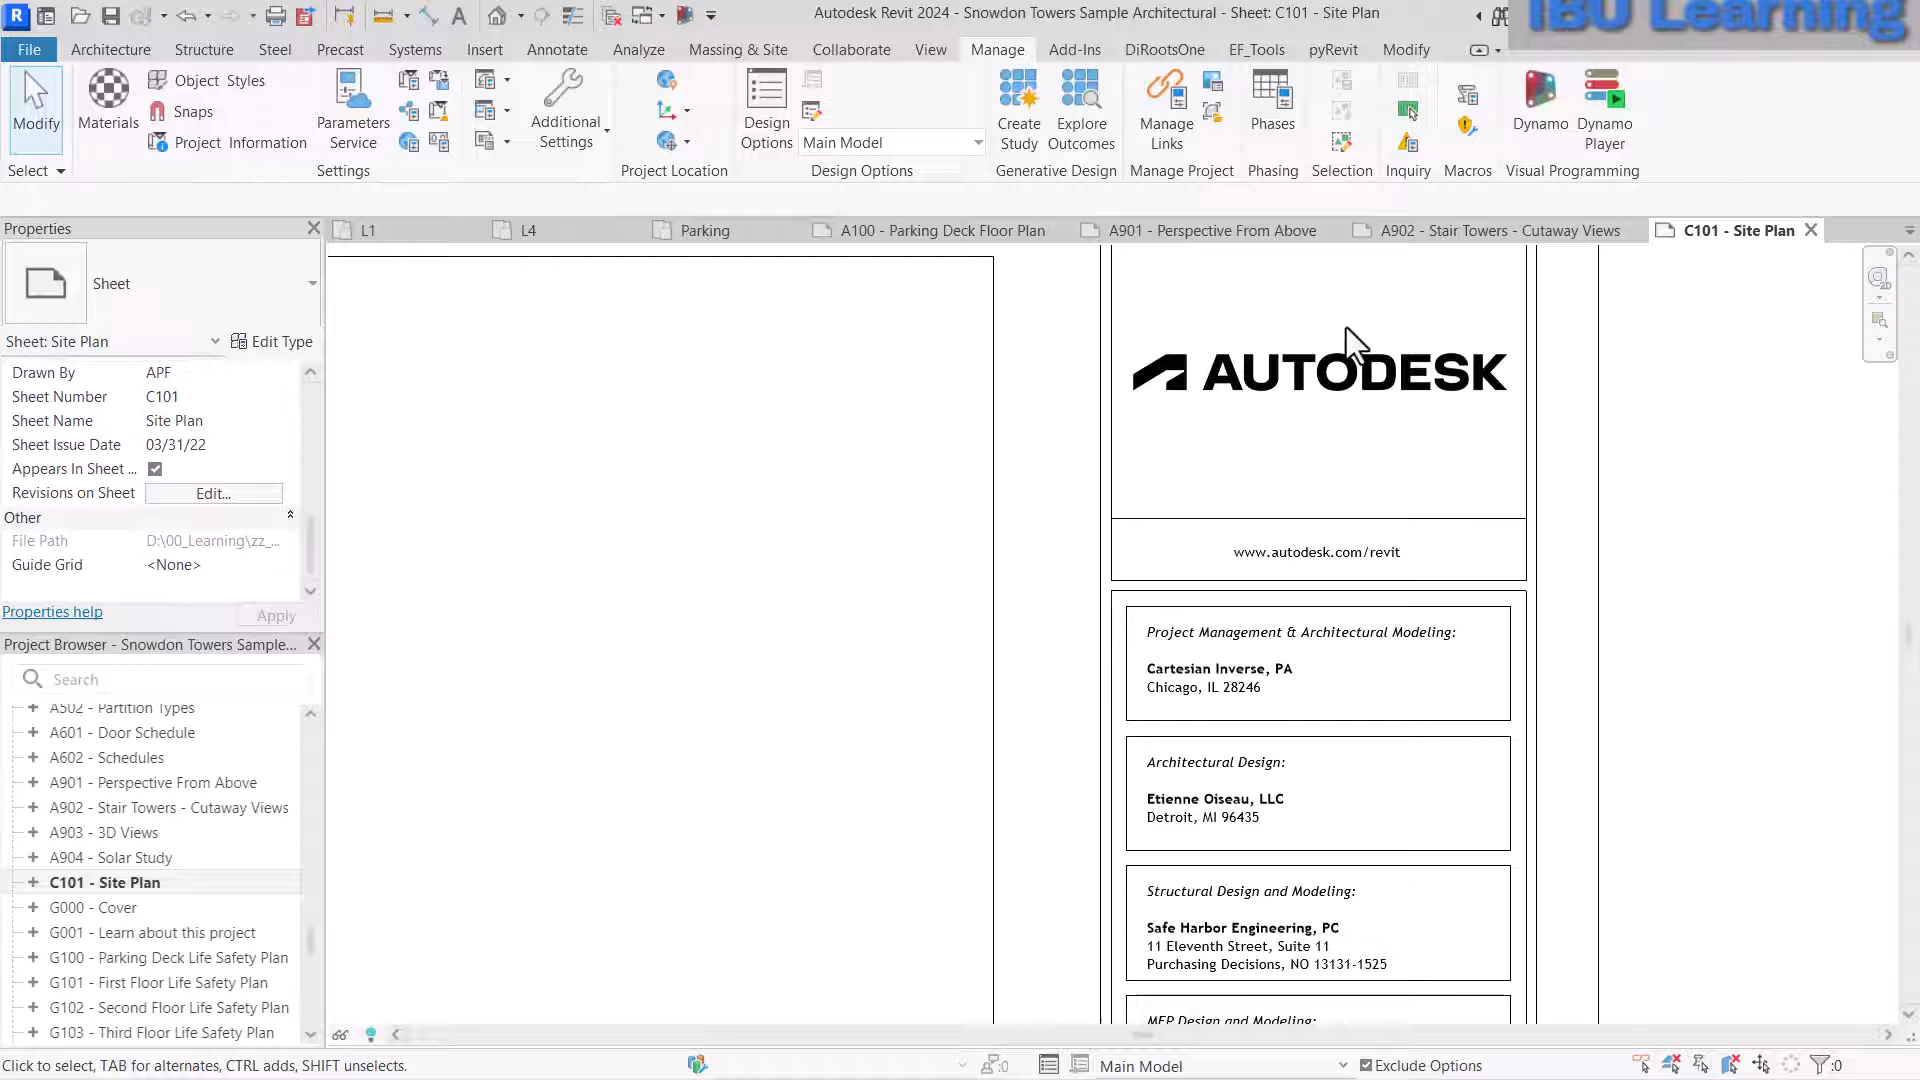 Autodesk Revit 2024 - Snowdon Towers Sample Architectural - Sheet: C101 - Site Plan
IBU Learning
File Architecture Structure Steel Precast Systems Insert Annotate Analyze Massing & Site Collaborate View Manage Add-Ins DiRootsOne EF_Tools pyRevit Modify
Modify
Materials
Object Styles
Snaps
Project Information
Parameters
Service
Additional
Settings
Design
Options
Main Model
Create
Study
Explore
Outcomes
Manage
Links
Phases
Dynamo
Dynamo
Player
Select Settings Project Location Design Options Generative Design Manage Project Phasing Selection Inquiry Macros Visual Programming
Properties
L1 L4 Parking A100 - Parking Deck Floor Plan A901 - Perspective From Above A902 - Stair Towers - Cutaway Views C101 - Site Plan
Sheet
Sheet: Site Plan Edit Type
Drawn By APF
Sheet Number C101
Sheet Name Site Plan
Sheet Issue Date 03/31/22
Appears In Sheet ...
Revisions on Sheet Edit...
Other
File Path D:\00_Learning\zz_...
Guide Grid <None>
Properties help Apply
Project Browser - Snowdon Towers Sample...
Search
A502 - Partition Types
A601 - Door Schedule
A602 - Schedules
A901 - Perspective From Above
A902 - Stair Towers - Cutaway Views
A903 - 3D Views
A904 - Solar Study
C101 - Site Plan
G000 - Cover
G001 - Learn about this project
G100 - Parking Deck Life Safety Plan
G101 - First Floor Life Safety Plan
G102 - Second Floor Life Safety Plan
G103 - Third Floor Life Safety Plan
AUTODESK
www.autodesk.com/revit
Project Management & Architectural Modeling:
Cartesian Inverse, PA
Chicago, IL 28246
Architectural Design:
Etienne Oiseau, LLC
Detroit, MI 96435
Structural Design and Modeling:
Safe Harbor Engineering, PC
11 Eleventh Street, Suite 11
Purchasing Decisions, NO 13131-1525
MEP Design and Modeling:
Click to select, TAB for alternates, CTRL adds, SHIFT unselects.
:0
Main Model
Exclude Options
:0